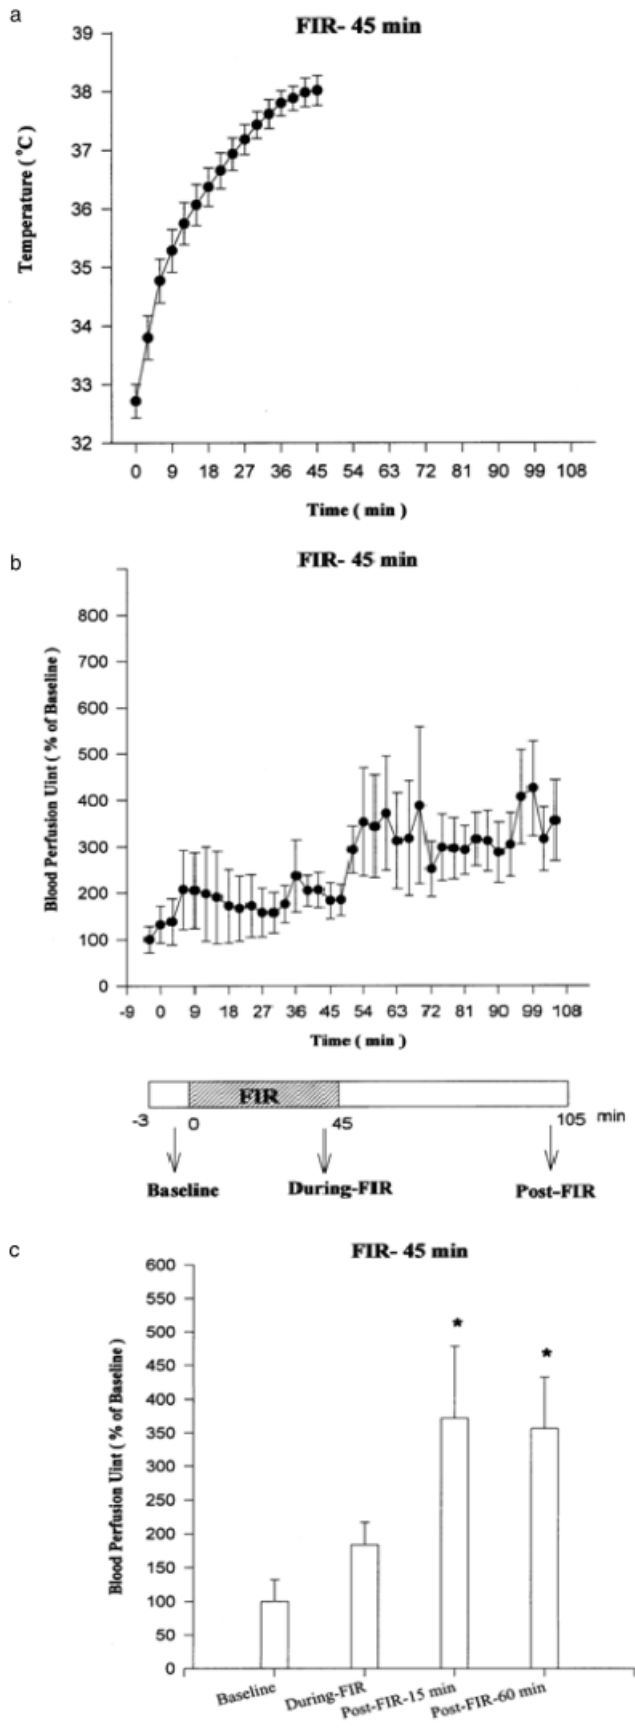 a
FIR- 45 min
39
38
37
36
35
34
33
32
Temperature ( °C )
0 9 18 27 36 45 54 63 72 81 90 99 108
Time ( min )
b
FIR- 45 min
800
700
600
500
400
300
200
100
0
Blood Perfusion Uint ( % of Baseline )
-9 0 9 18 27 36 45 54 63 72 81 90 99 108
Time ( min )
FIR
-3 0 45 105 min
Baseline During-FIR Post-FIR
c
FIR- 45 min
600
550
500
450
400
350
300
250
200
150
100
50
0
Blood Perfusion Uint ( % of Baseline )
* *
Baseline During-FIR Post-FIR-15 min Post-FIR-60 min